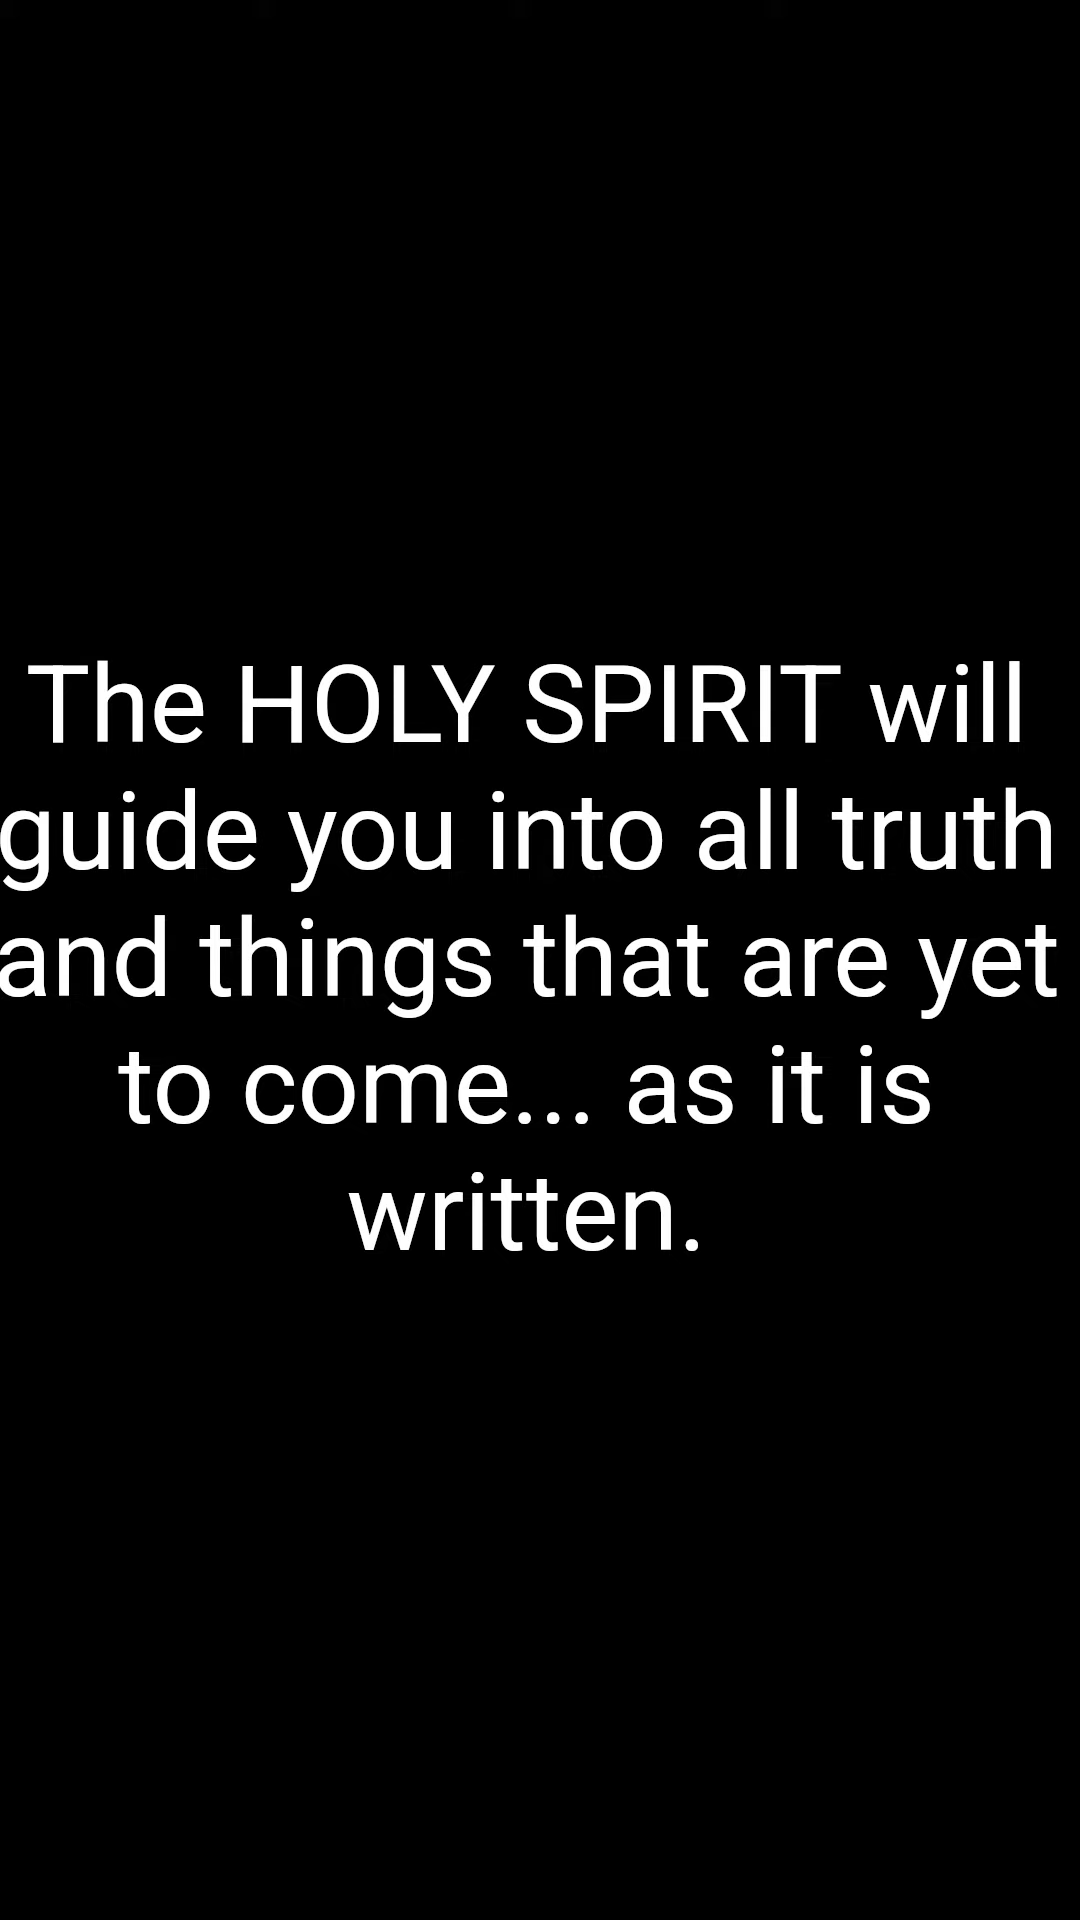 The HOLY SPIRIT will
guide you into all truth
and things that are yet
to come... as it is
written.